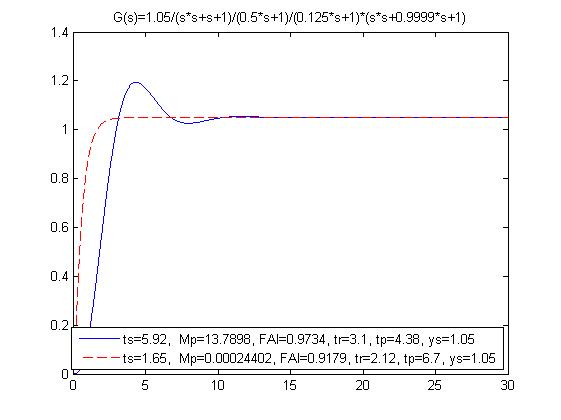 G(s)=1.05/(s*s+s+1)/(0.5*s+1)/(0.125*s+1)*(s*s+0.9999*s+1)
1.4
1.2
1
0.8
0.6
0.4
0.2
0
ts=5.92, Mp=13.7898, FAI=0.9734, tr=3.1, tp=4.38, ys=1.05
ts=1.65, Mp=0.00024402, FAI=0.9179, tr=2.12, tp=6.7, ys=1.05
0 5 10 15 20 25 30